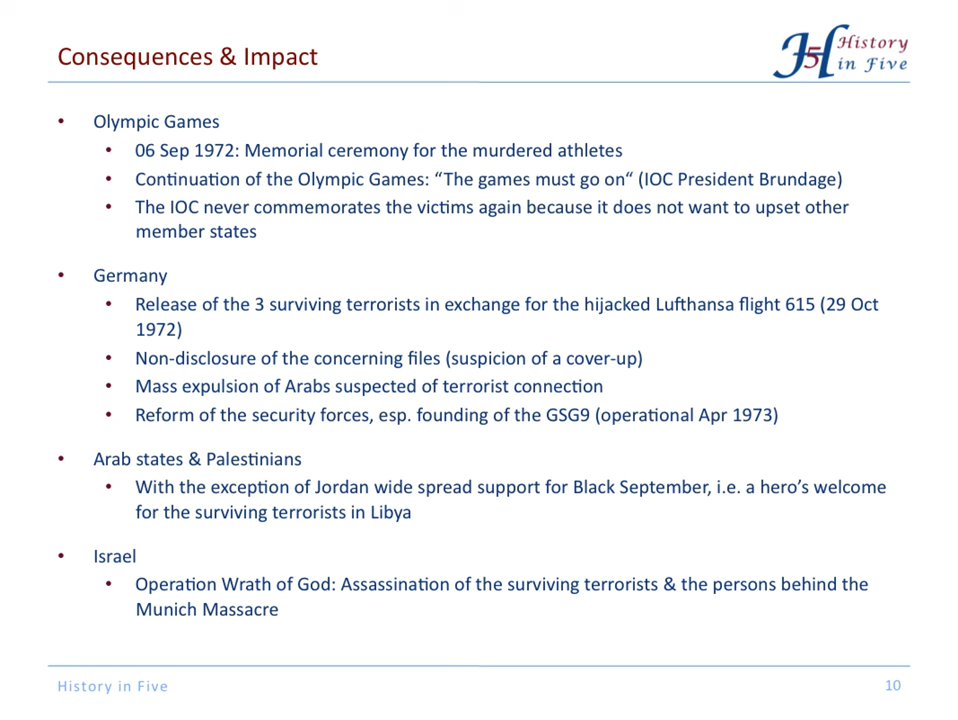 Consequences & Impact
H5 History
in Five
• Olympic Games
• 06 Sep 1972: Memorial ceremony for the murdered athletes
• Continuation of the Olympic Games: “The games must go on“ (IOC President Brundage)
• The IOC never commemorates the victims again because it does not want to upset other
member states
• Germany
• Release of the 3 surviving terrorists in exchange for the hijacked Lufthansa flight 615 (29 Oct
1972)
• Non-disclosure of the concerning files (suspicion of a cover-up)
• Mass expulsion of Arabs suspected of terrorist connection
• Reform of the security forces, esp. founding of the GSG9 (operational Apr 1973)
• Arab states & Palestinians
• With the exception of Jordan wide spread support for Black September, i.e. a hero’s welcome
for the surviving terrorists in Libya
• Israel
• Operation Wrath of God: Assassination of the surviving terrorists & the persons behind the
Munich Massacre
History in Five
10